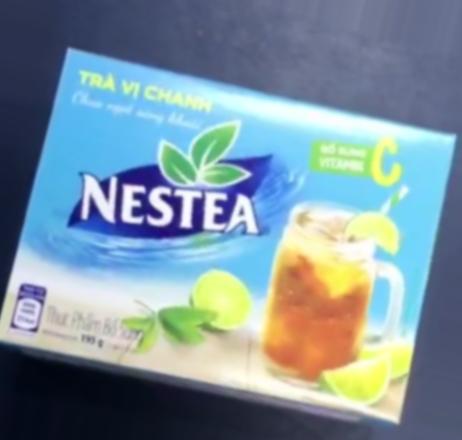 TRÀ VỊ CHANH
BỔ SUNG
VITAMIN C
NESTEA
Thực Phẩm Bổ Sung
195 g